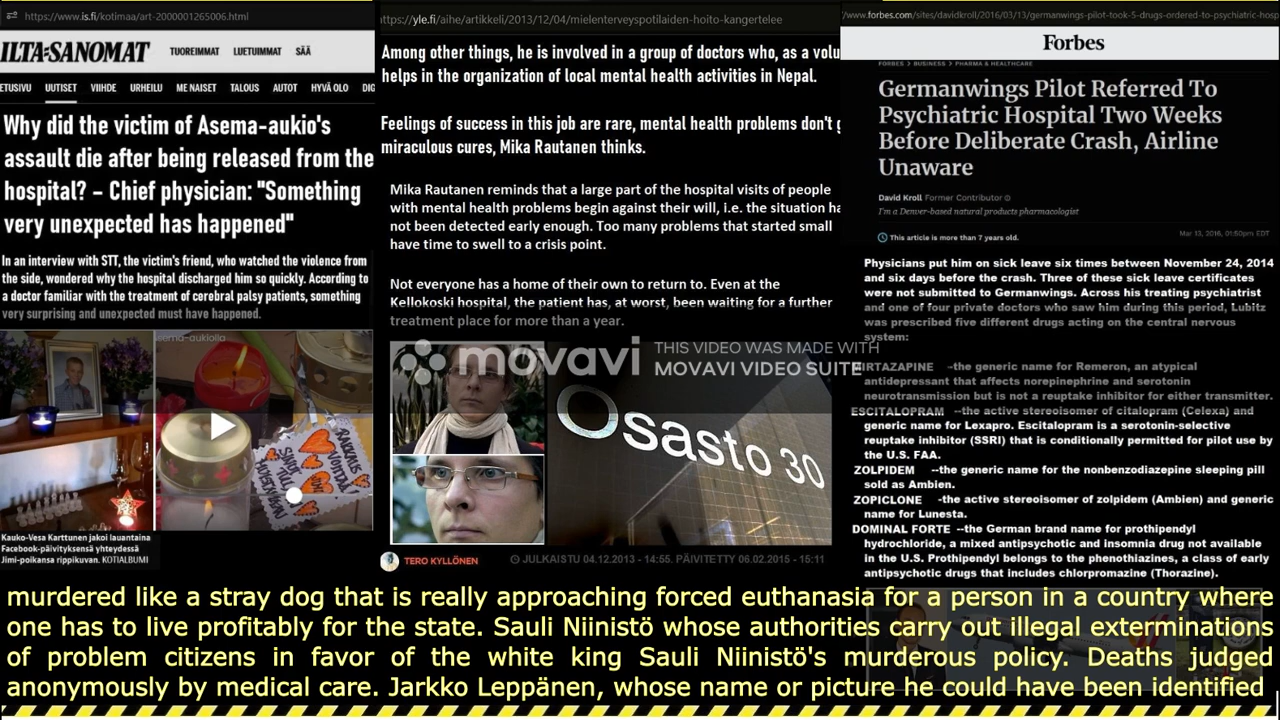 https://www.is.fi/kotimaa/art-2000001265006.html
ILTA-SANOMAT TUOREIMMAT LUETUIMMAT SÄÄ
ETUSIVU UUTISET VIIHDE URHEILU ME NAISET TALOUS AUTOT HYVÄ OLO DIG
Why did the victim of Asema-aukio's
assault die after being released from the
hospital? – Chief physician: "Something
very unexpected has happened"
In an interview with STT, the victim's friend, who watched the violence from
the side, wondered why the hospital discharged him so quickly. According to
a doctor familiar with the treatment of cerebral palsy patients, something
very surprising and unexpected must have happened.
asema-aukiolla
Kauko-Vesa Karttunen jakoi lauantaina
Facebook-päivityksensä yhteydessä
Jimi-poikansa rippikuvan. KOTIALBUMI
ttps://yle.fi/aihe/artikkeli/2013/12/04/mielenterveyspotilaiden-hoito-kangertelee
Among other things, he is involved in a group of doctors who, as a volu
helps in the organization of local mental health activities in Nepal.
Feelings of success in this job are rare, mental health problems don't g
miraculous cures, Mika Rautanen thinks.
Mika Rautanen reminds that a large part of the hospital visits of people
with mental health problems begin against their will, i.e. the situation ha
not been detected early enough. Too many problems that started small
have time to swell to a crisis point.
Not everyone has a home of their own to return to. Even at the
Kellokoski hospital, the patient has, at worst, been waiting for a further
treatment place for more than a year.
movavi THIS VIDEO WAS MADE WITH
MOVAVI VIDEO SUITE
Osasto 30
TERO KYLLÖNEN JULKAISTU 04.12.2013 - 14:55. PÄIVITETTY 06.02.2015 - 15:11
/www.forbes.com/sites/davidkroll/2016/03/13/germanwings-pilot-took-5-drugs-ordered-to-psychiatric-hosp
Forbes
FORBES > BUSINESS > PHARMA & HEALTHCARE
Germanwings Pilot Referred To
Psychiatric Hospital Two Weeks
Before Deliberate Crash, Airline
Unaware
David Kroll Former Contributor
I'm a Denver-based natural products pharmacologist
This article is more than 7 years old. Mar 13, 2016, 01:50pm EDT
Physicians put him on sick leave six times between November 24, 2014
and six days before the crash. Three of these sick leave certificates
were not submitted to Germanwings. Across his treating psychiatrist
and one of four private doctors who saw him during this period, Lubitz
was prescribed five different drugs acting on the central nervous
system:
MIRTAZAPINE -the generic name for Remeron, an atypical
antidepressant that affects norepinephrine and serotonin
neurotransmission but is not a reuptake inhibitor for either transmitter.
ESCITALOPRAM --the active stereoisomer of citalopram (Celexa) and
generic name for Lexapro. Escitalopram is a serotonin-selective
reuptake inhibitor (SSRI) that is conditionally permitted for pilot use by
the U.S. FAA.
ZOLPIDEM --the generic name for the nonbenzodiazepine sleeping pill
sold as Ambien.
ZOPICLONE -the active stereoisomer of zolpidem (Ambien) and generic
name for Lunesta.
DOMINAL FORTE --the German brand name for prothipendyl
hydrochloride, a mixed antipsychotic and insomnia drug not available
in the U.S. Prothipendyl belongs to the phenothiazines, a class of early
antipsychotic drugs that includes chlorpromazine (Thorazine).
murdered like a stray dog that is really approaching forced euthanasia for a person in a country where
one has to live profitably for the state. Sauli Niinistö whose authorities carry out illegal exterminations
of problem citizens in favor of the white king Sauli Niinistö's murderous policy. Deaths judged
anonymously by medical care. Jarkko Leppänen, whose name or picture he could have been identified